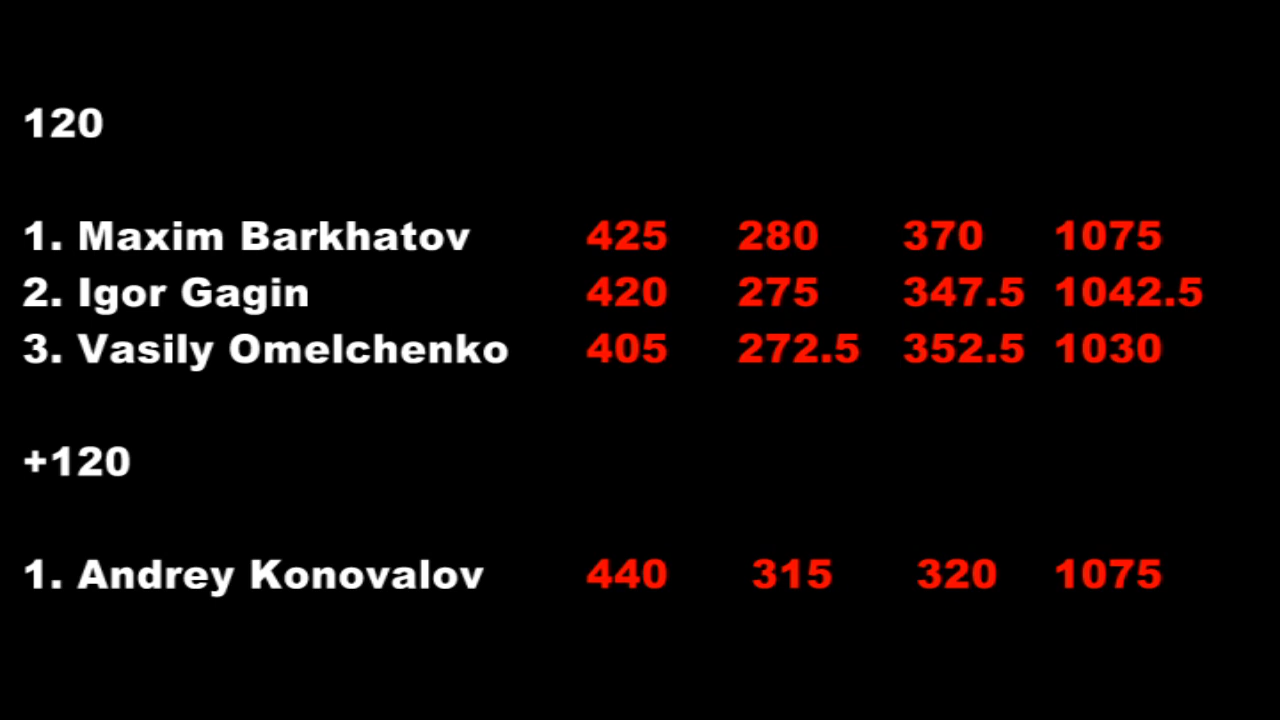 120
1. Maxim Barkhatov 425 280 370 1075
2. Igor Gagin 420 275 347.5 1042.5
3. Vasily Omelchenko 405 272.5 352.5 1030
+120
1. Andrey Konovalov 440 315 320 1075